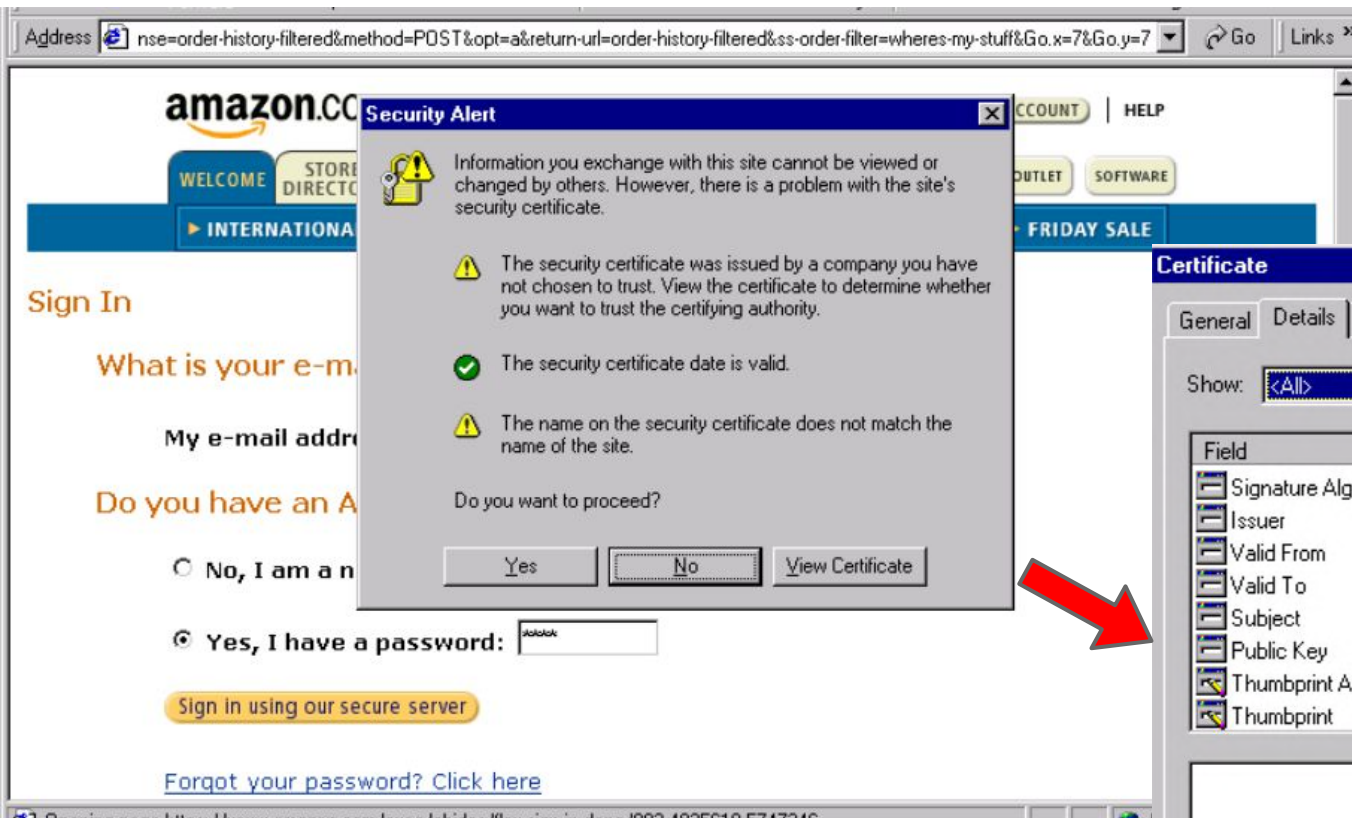 Address nse=order-history-filtered&method=POST&opt=a&return-url=order-history-filtered&ss-order-filter=wheres-my-stuff&Go.x=7&Go.y=7 Go Links »
amazon.co
CCOUNT) | HELP
WELCOME
STORE
DIRECTO
OUTLET SOFTWARE
INTERNATIONA
FRIDAY SALE
Sign In
What is your e-ma
My e-mail addre
Do you have an A
No, I am a n
Yes, I have a password: *****
Sign in using our secure server
Forgot your password? Click here
Security Alert
Information you exchange with this site cannot be viewed or
changed by others. However, there is a problem with the site's
security certificate.
The security certificate was issued by a company you have
not chosen to trust. View the certificate to determine whether
you want to trust the certifying authority.
The security certificate date is valid.
The name on the security certificate does not match the
name of the site.
Do you want to proceed?
Yes No View Certificate
Certificate
General Details
Show: <All>
Field
Signature Alg
Issuer
Valid From
Valid To
Subject
Public Key
Thumbprint A
Thumbprint